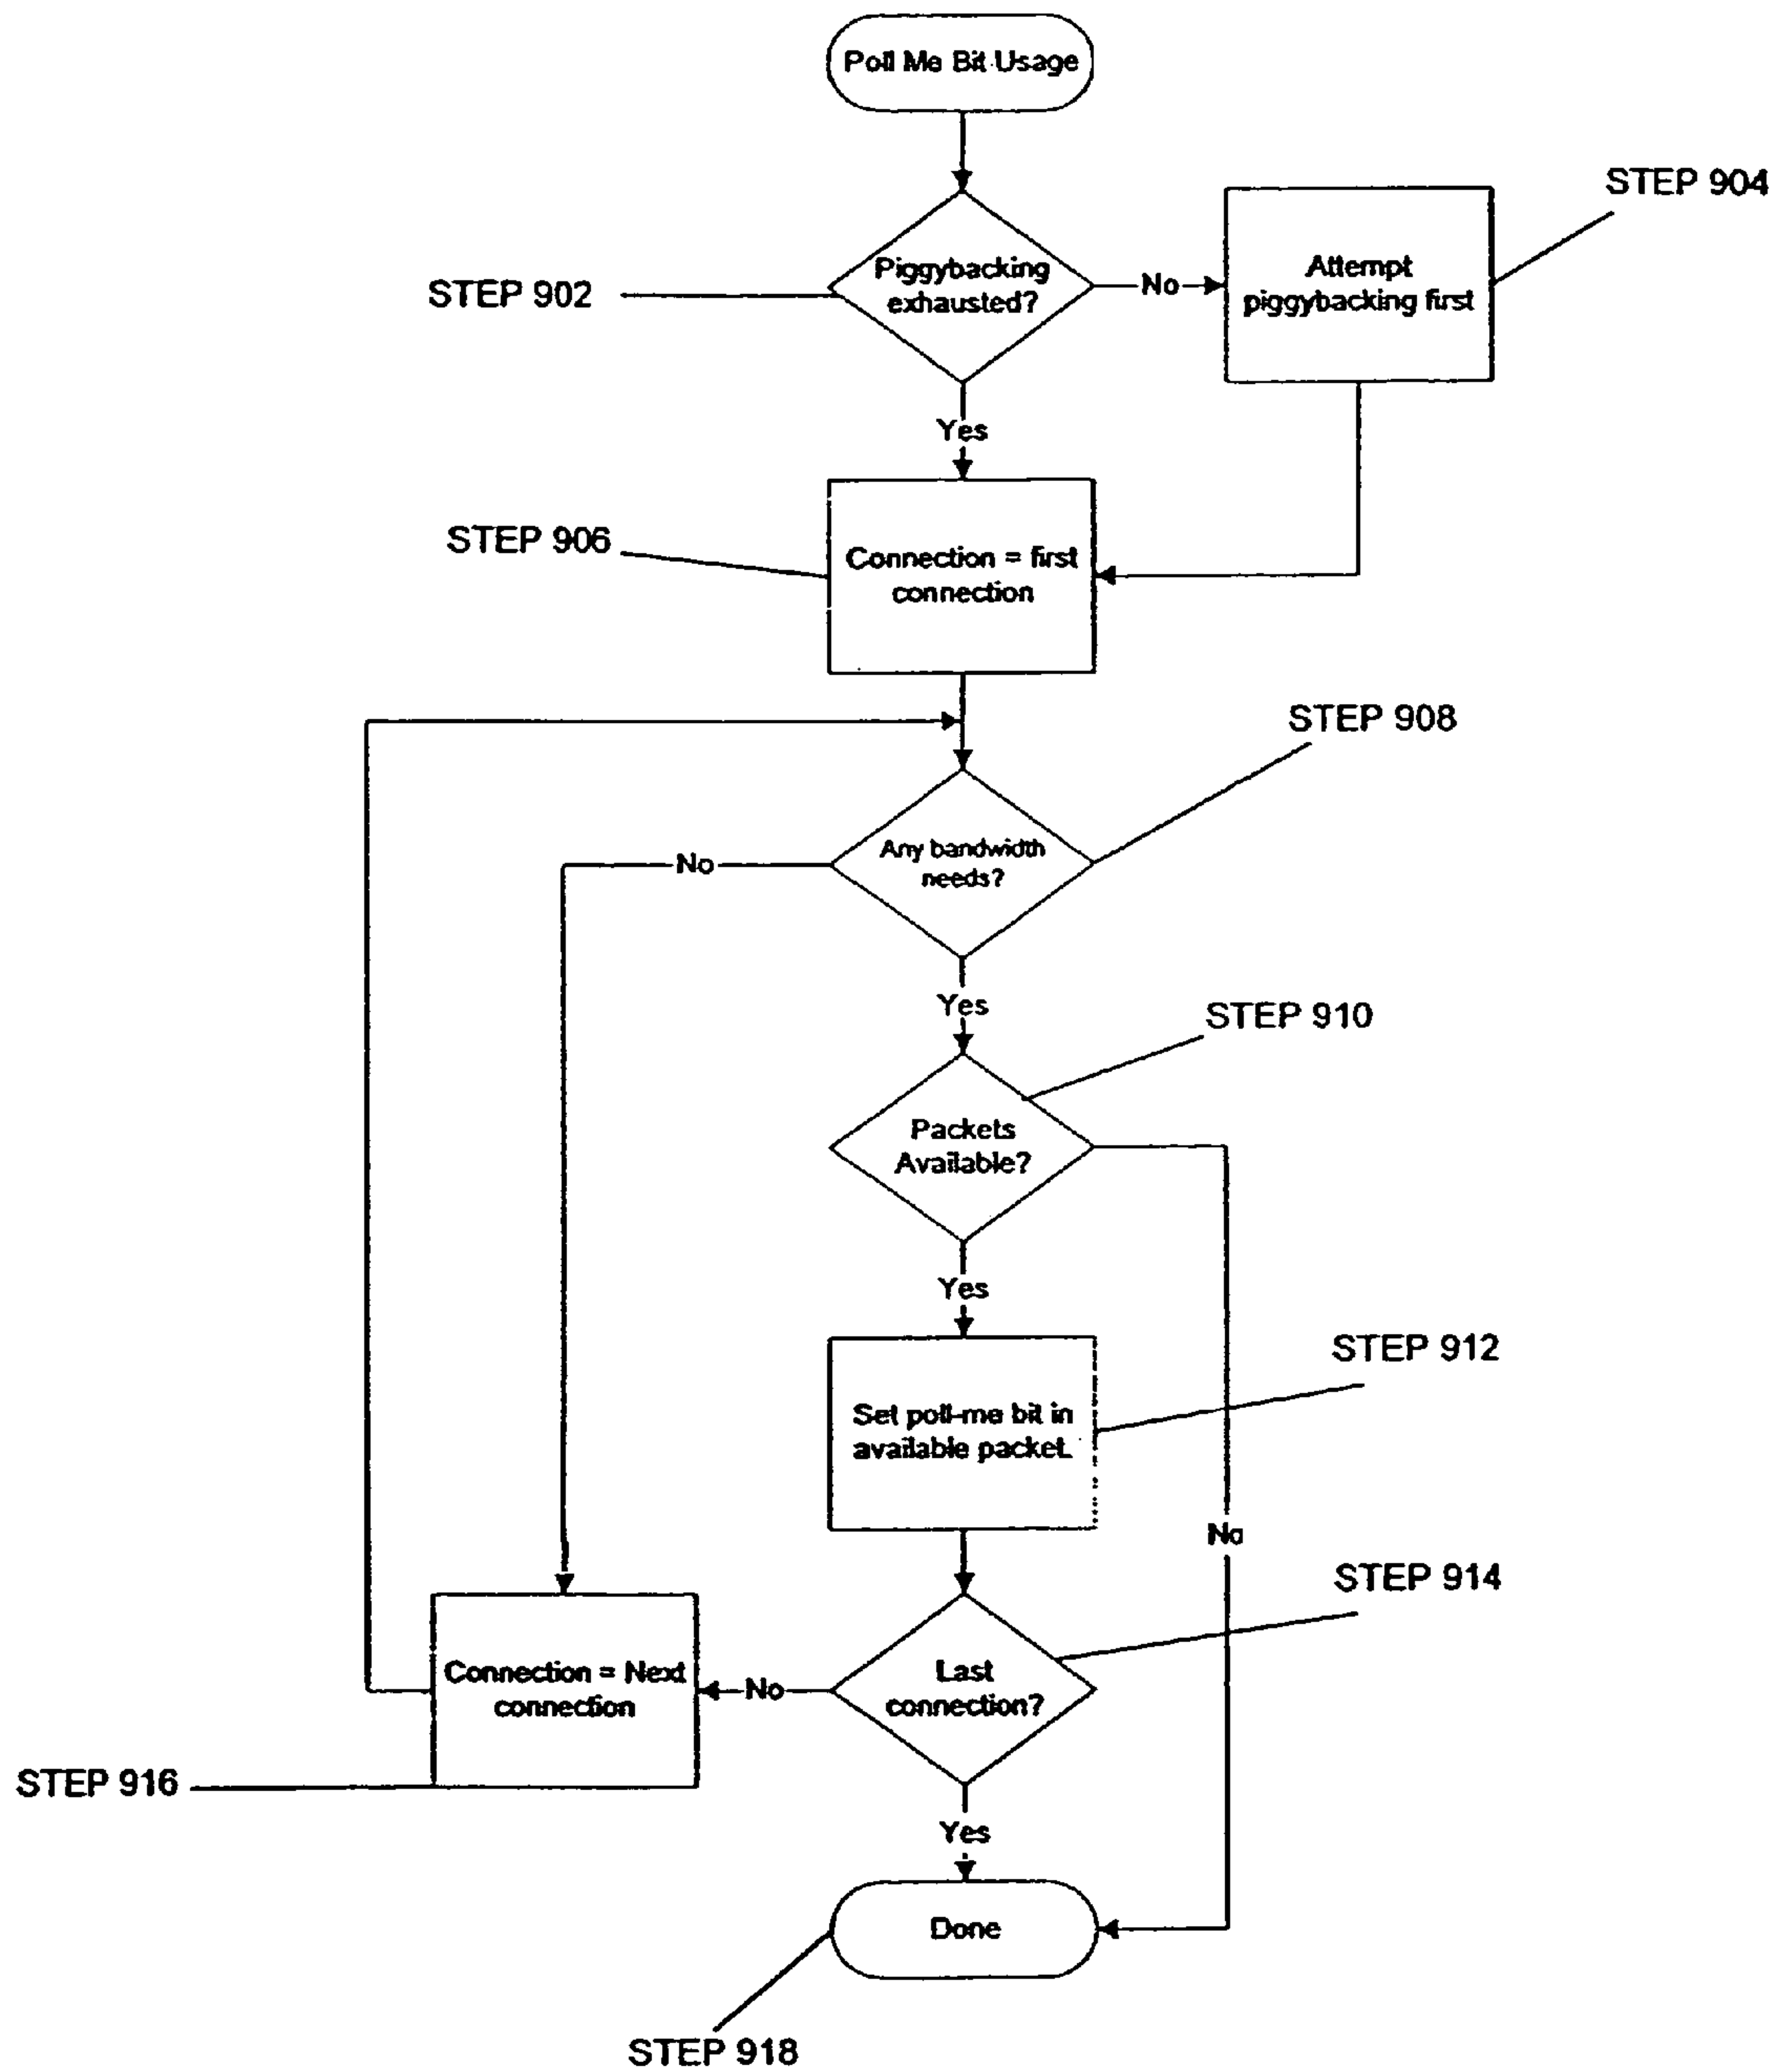 Poll Me Bit Usage
STEP 904
Piggybacking
exhausted?
No
Attempt
piggybacking first
STEP 902
Yes
STEP 906
Connection = first
connection
STEP 908
Any bandwidth
needs?
No
Yes
STEP 910
Packets
Available?
Yes
STEP 912
Set poll-me bit in
available packet.
No
STEP 914
Connection = Next
connection
No
Last
connection?
STEP 916
Yes
Done
STEP 918